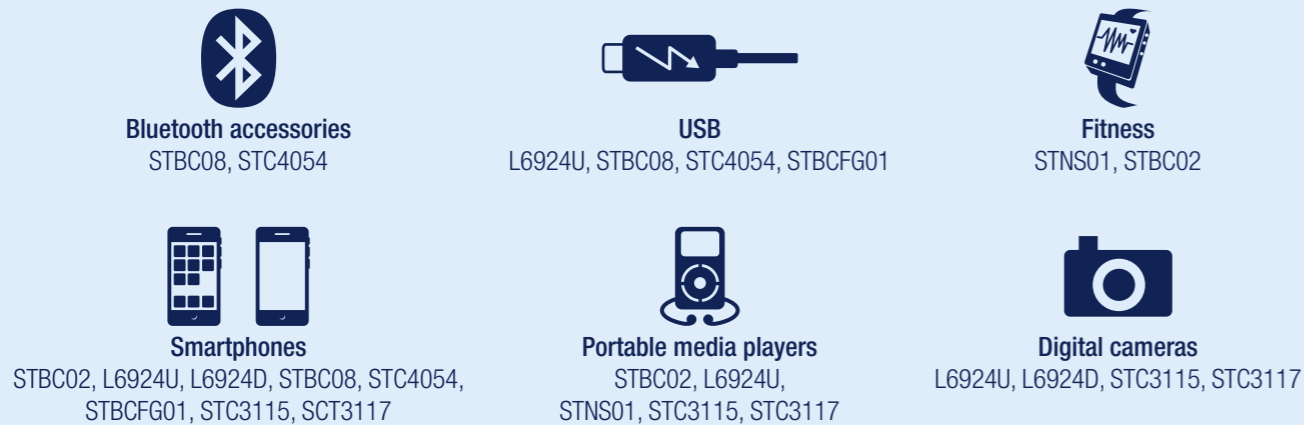 Bluetooth accessories
STBC08, STC4054
USB
L6924U, STBC08, STC4054, STBCFG01
Fitness
STNS01, STBC02
Smartphones
STBC02, L6924U, L6924D, STBC08, STC4054,
STBCFG01, STC3115, SCT3117
Portable media players
STBC02, L6924U,
STNS01, STC3115, STC3117
Digital cameras
L6924U, L6924D, STC3115, STC3117